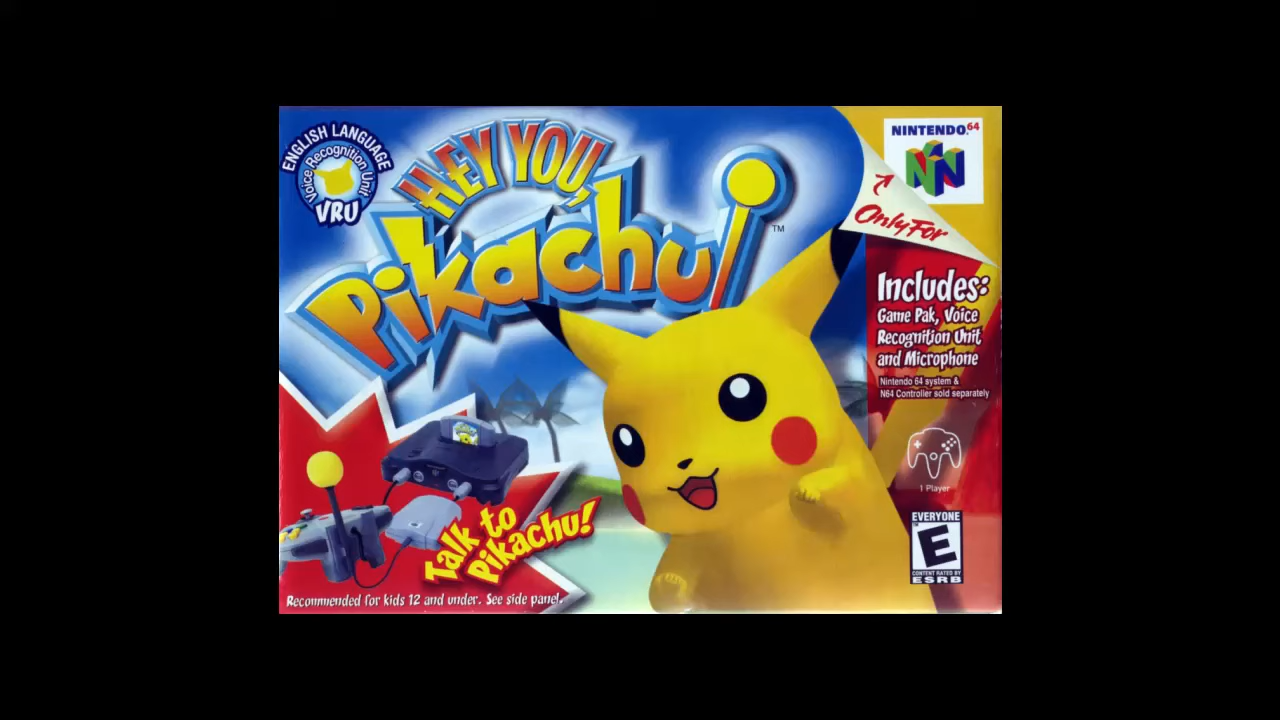 ENGLISH LANGUAGE
Voice Recognition Unit
VRU
HEY YOU,
Pikachu!
TM
NINTENDO 64
Only For
Includes:
Game Pak, Voice
Recognition Unit
and Microphone
Nintendo 64 system &
N64 Controller sold separately
1 Player
Talk to
Pikachu!
EVERYONE
E
CONTENT RATED BY
ESRB
Recommended for kids 12 and under. See side panel.